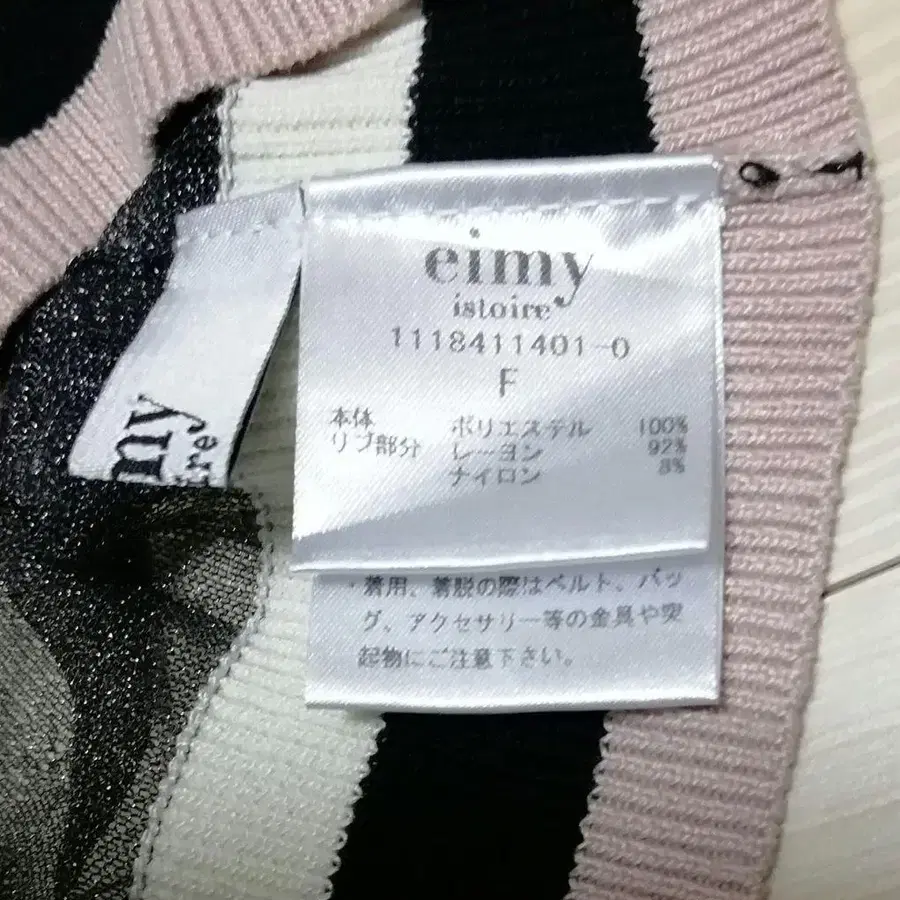 eimy
istoire
1118411401-0
F
本体 ポリエステル 100%
リブ部分 レーヨン 92%
ナイロン 8%
・着用、着脱の際はベルト、バッ
グ、アクセサリー等の金具や突
起物にご注意下さい。
my
ire